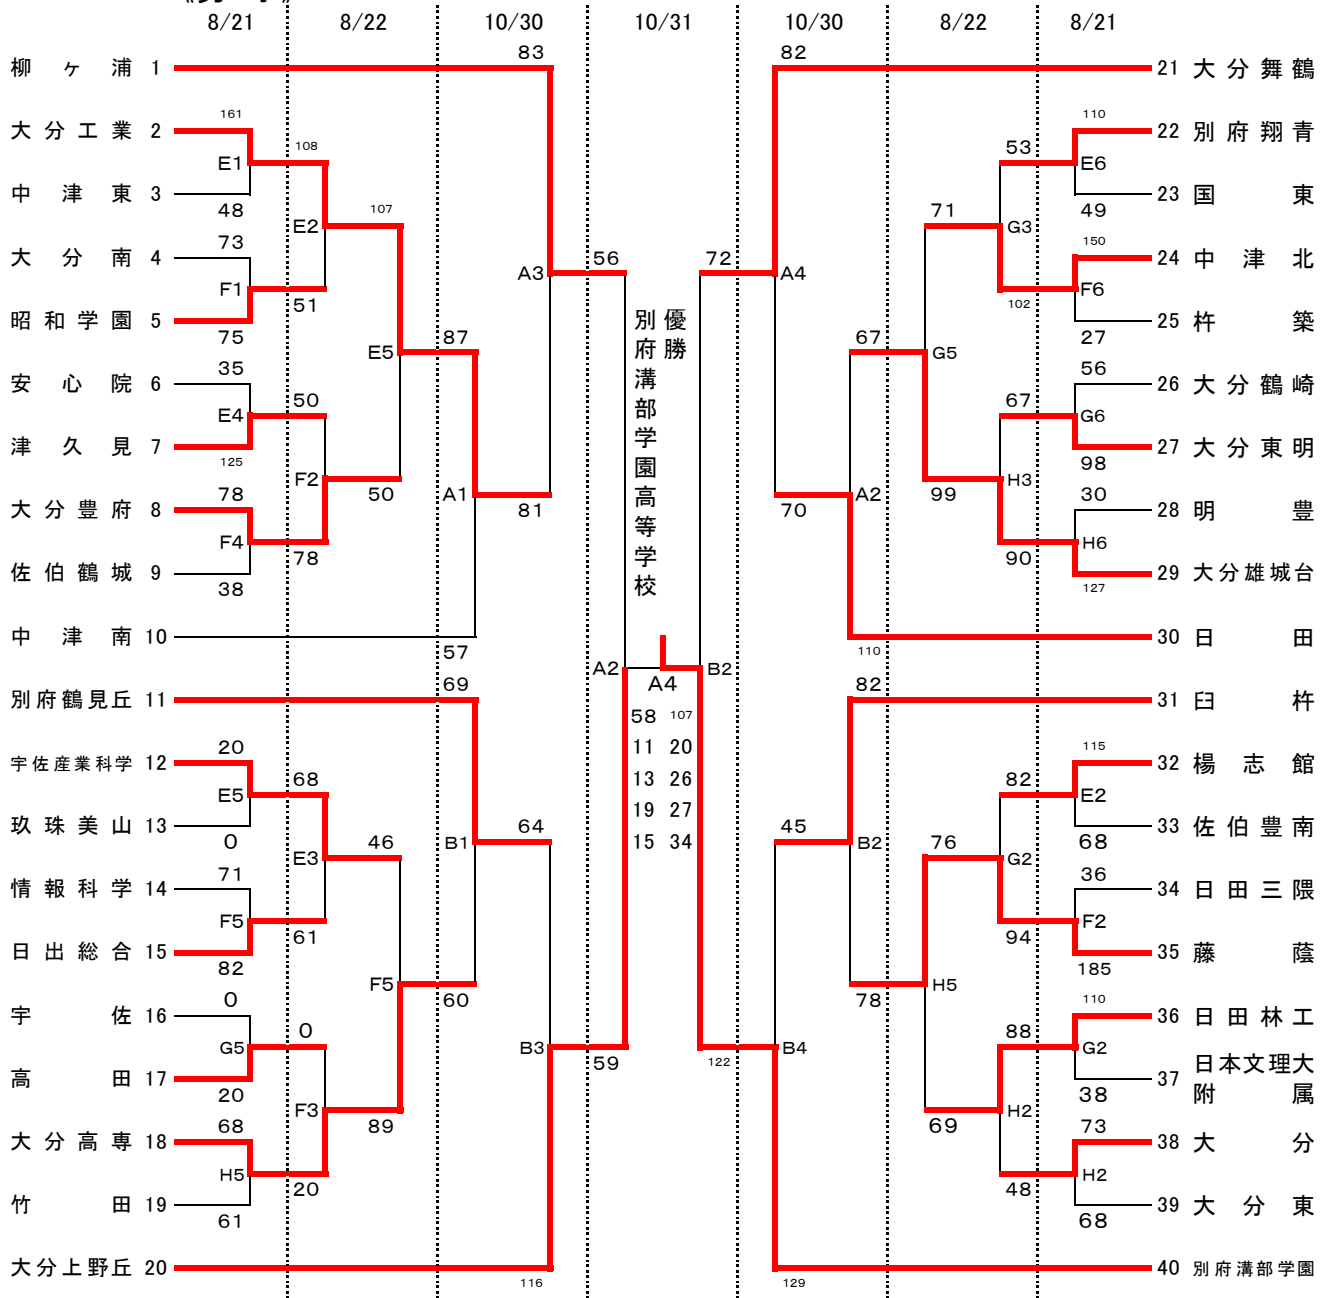 8/21 8/22 10/30 10/31 10/30 8/22 8/21
83 82
柳ヶ浦 1 21 大分舞鶴
161 110
大分工業 2 22 別府翔青
108 53
E1 E6
中津東 3 23 国東
48 49
107 71
E2 G3
73 150
大分南 4 24 中津北
A3 56 72 A4
F1 F6
51 102
昭和学園 5 25 杵築
75 27
優勝
別府溝部学園高等学校
87 67
E5 G5
35 56
安心院 6 26 大分鶴崎
50 67
E4 G6
津久見 7 27 大分東明
125 98
F2 H3
50 99
A1 A2
78 30
大分豊府 8 28 明豊
81 70
F4 H6
78 90
佐伯鶴城 9 29 大分雄城台
38 127
中津南 10 30 日田
57 110
A2 B2
A4
69 82
別府鶴見丘 11 31 臼杵
58 107
11 20
13 26
19 27
15 34
20 115
宇佐産業科学 12 32 楊志館
68 82
E5 E2
玖珠美山 13 33 佐伯豊南
0 68
64 45
B1 B2
46 76
E3 G2
71 36
情報科学 14 34 日田三隈
F5 F2
61 94
日出総合 15 35 藤蔭
82 185
F5 H5
60 78
0 110
宇佐 16 36 日田林工
0 88
G5 G2
B3 59 122 B4
高田 17 37 日本文理大附属
20 38
F3 H2
89 69
68 73
大分高専 18 38 大分
H5 H2
20 48
竹田 19 39 大分東
61 68
大分上野丘 20 40 別府溝部学園
116 129